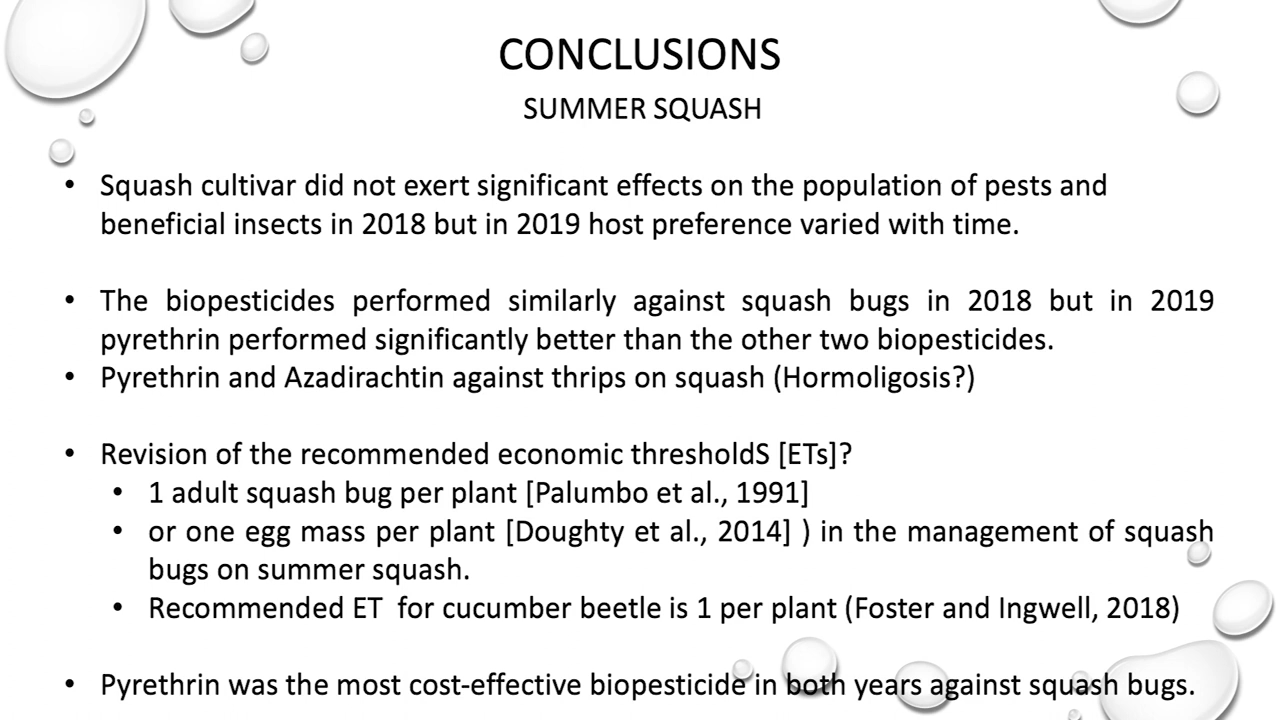 CONCLUSIONS
SUMMER SQUASH
• Squash cultivar did not exert significant effects on the population of pests and
beneficial insects in 2018 but in 2019 host preference varied with time.
• The biopesticides performed similarly against squash bugs in 2018 but in 2019
pyrethrin performed significantly better than the other two biopesticides.
• Pyrethrin and Azadirachtin against thrips on squash (Hormoligosis?)
• Revision of the recommended economic thresholdS [ETs]?
• 1 adult squash bug per plant [Palumbo et al., 1991]
• or one egg mass per plant [Doughty et al., 2014] ) in the management of squash
bugs on summer squash.
• Recommended ET for cucumber beetle is 1 per plant (Foster and Ingwell, 2018)
• Pyrethrin was the most cost-effective biopesticide in both years against squash bugs.